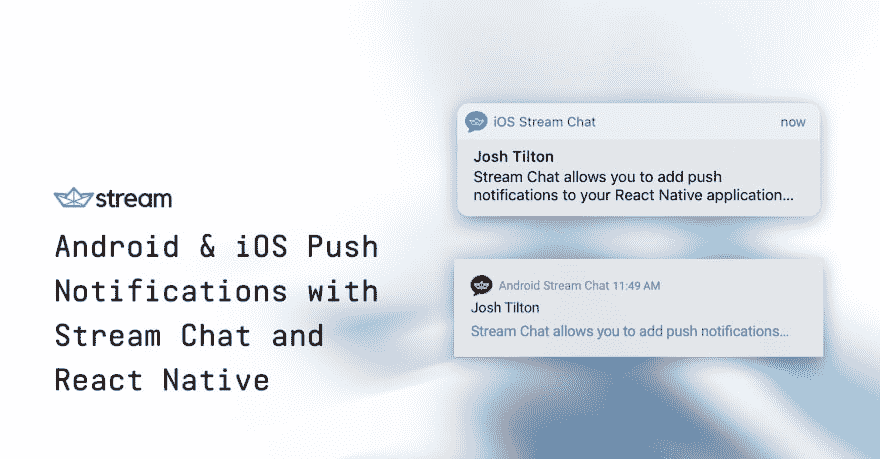 stream
Android & iOS Push
Notifications with
Stream Chat and
React Native
iOS Stream Chat now
Josh Tilton
Stream Chat allows you to add push
notifications to your React Native application...
Android Stream Chat 11:49 AM
Josh Tilton
Stream Chat allows you to add push notifications...